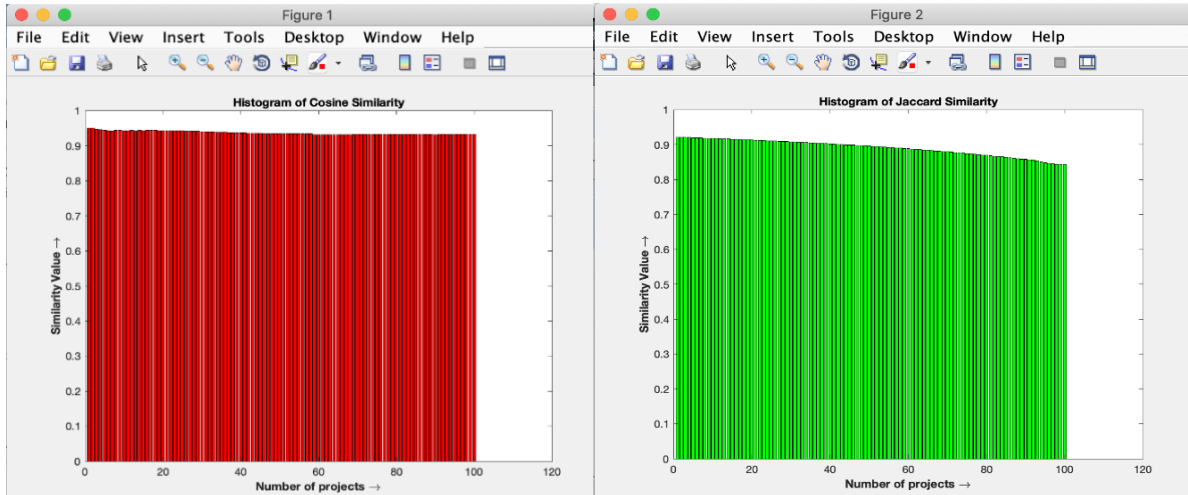 Figure 1
File Edit View Insert Tools Desktop Window Help
Histogram of Cosine Similarity
1
0.9
0.8
0.7
0.6
0.5
0.4
0.3
0.2
0.1
0
Similarity Value →
0 20 40 60 80 100 120
Number of projects →
Figure 2
File Edit View Insert Tools Desktop Window Help
Histogram of Jaccard Similarity
1
0.9
0.8
0.7
0.6
0.5
0.4
0.3
0.2
0.1
0
Similarity Value →
0 20 40 60 80 100 120
Number of projects →